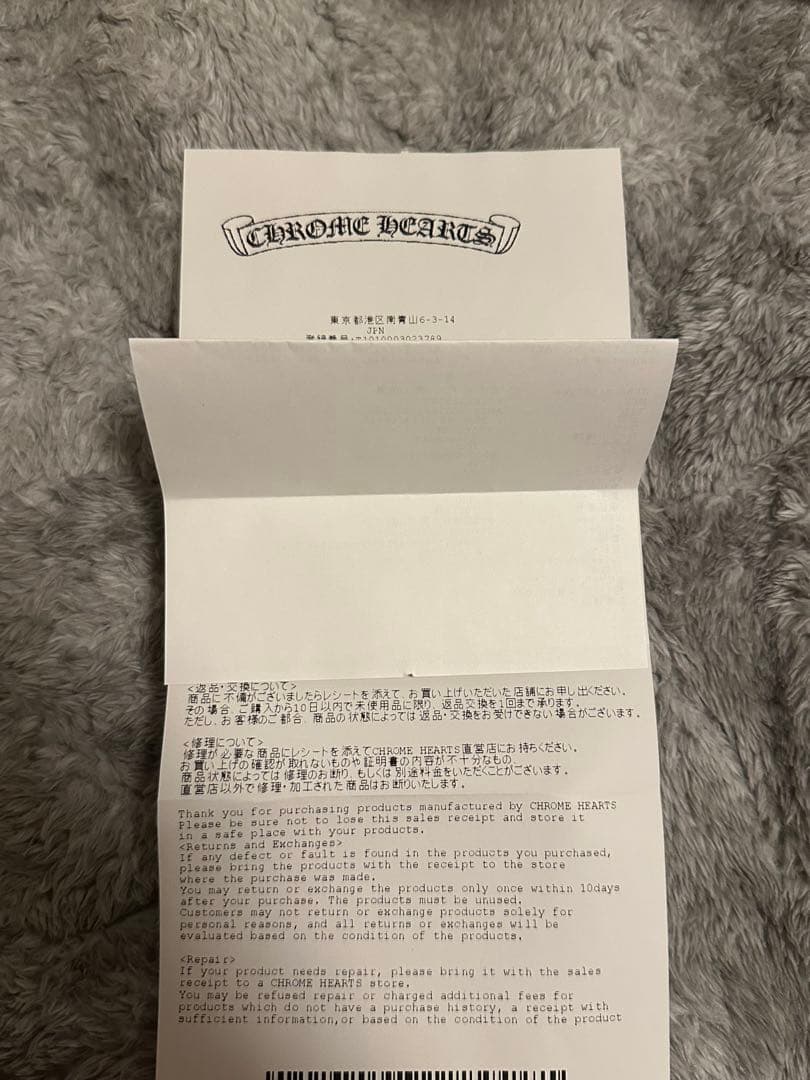 CHROME HEARTS
東京都港区南青山6-3-14
JPN
登録番号:T1010003023789
<返品・交換について>
商品に不備がございましたらレシートを添えて、お買い上げいただいた店舗にお申し出ください。
その場合、ご購入から10日以内で未使用品に限り、返品交換を1回まで承ります。
ただし、お客様のご都合、商品の状態によっては返品・交換をお受けできない場合がございます。
<修理について>
修理が必要な商品にレシートを添えてCHROME HEARTS直営店にお持ちください。
お買い上げの確認が取れないものや証明書の内容が不十分なもの、
商品状態によっては修理のお断り、もしくは別途料金をいただくことがございます。
直営店以外で修理・加工された商品はお断りいたします。
Thank you for purchasing products manufactured by CHROME HEARTS
Please be sure not to lose this sales receipt and store it
in a safe place with your products.
<Returns and Exchanges>
If any defect or fault is found in the products you purchased,
please bring the products with the receipt to the store
where the purchase was made.
You may return or exchange the products only once within 10days
after your purchase. The products must be unused.
Customers may not return or exchange products solely for
personal reasons, and all returns or exchanges will be
evaluated based on the condition of the products.
<Repair>
If your product needs repair, please bring it with the sales
receipt to a CHROME HEARTS store.
You may be refused repair or charged additional fees for
products which do not have a purchase history, a receipt with
sufficient information,or based on the condition of the product